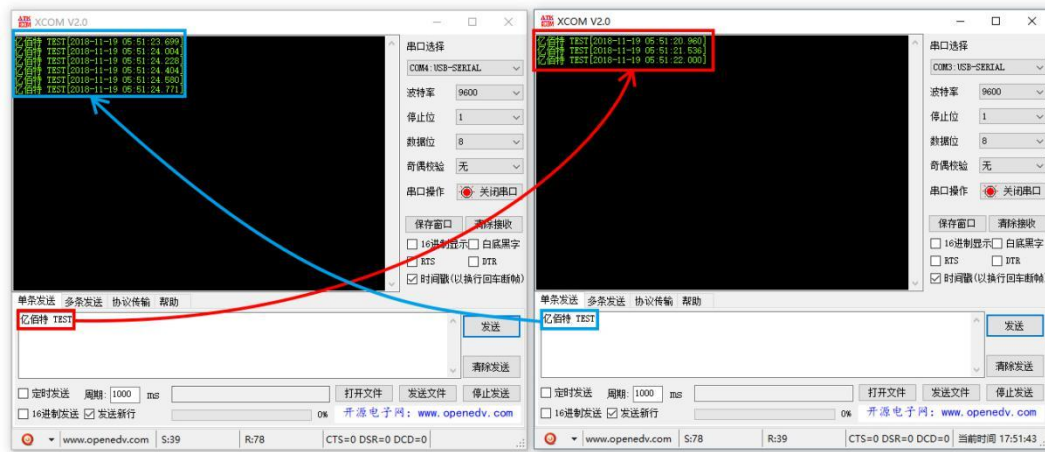 XCOM V2.0
亿佰特 TEST[2018-11-19 05:51:23.699]
亿佰特 TEST[2018-11-19 05:51:24.004]
亿佰特 TEST[2018-11-19 05:51:24.228]
亿佰特 TEST[2018-11-19 05:51:24.404]
亿佰特 TEST[2018-11-19 05:51:24.580]
亿佰特 TEST[2018-11-19 05:51:24.771]
串口选择
COM4:USB-SERIAL
波特率 9600
停止位 1
数据位 8
奇偶校验 无
串口操作 关闭串口
保存窗口 清除接收
16进制显示 白底黑字
RTS DTR
时间戳(以换行回车断帧)
单条发送 多条发送 协议传输 帮助
亿佰特 TEST
发送
清除发送
定时发送 周期: 1000 ms 打开文件 发送文件 停止发送
16进制发送 发送新行 0% 开源电子网: www.openedv.com
www.openedv.com S:39 R:78 CTS=0 DSR=0 DCD=0
XCOM V2.0
亿佰特 TEST[2018-11-19 05:51:20.960]
亿佰特 TEST[2018-11-19 05:51:21.536]
亿佰特 TEST[2018-11-19 05:51:22.000]
串口选择
COM3:USB-SERIAL
波特率 9600
停止位 1
数据位 8
奇偶校验 无
串口操作 关闭串口
保存窗口 清除接收
16进制显示 白底黑字
RTS DTR
时间戳(以换行回车断帧)
单条发送 多条发送 协议传输 帮助
亿佰特 TEST
发送
清除发送
定时发送 周期: 1000 ms 打开文件 发送文件 停止发送
16进制发送 发送新行 0% 开源电子网: www.openedv.com
www.openedv.com S:78 R:39 CTS=0 DSR=0 DCD=0 当前时间 17:51:43